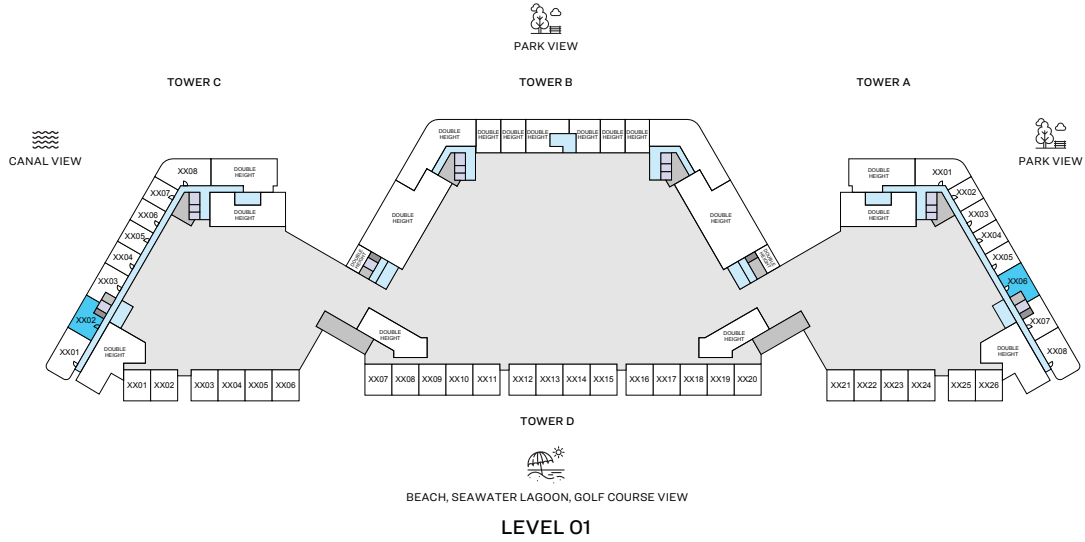 PARK VIEW
TOWER C
TOWER B
TOWER A
CANAL VIEW
PARK VIEW
DOUBLE
HEIGHT
DOUBLE
HEIGHT
DOUBLE
HEIGHT
DOUBLE
HEIGHT
DOUBLE
HEIGHT
DOUBLE
HEIGHT
DOUBLE
HEIGHT
XX08
DOUBLE
HEIGHT
XX07
XX06
XX05
XX04
XX03
XX02
XX01
DOUBLE
HEIGHT
DOUBLE
HEIGHT
DOUBLE
HEIGHT
DOUBLE
HEIGHT
DOUBLE
HEIGHT
DOUBLE
HEIGHT
DOUBLE
HEIGHT
DOUBLE
HEIGHT
DOUBLE
HEIGHT
DOUBLE
HEIGHT
XX01
XX02
XX03
XX04
XX05
XX06
XX07
XX08
DOUBLE
HEIGHT
XX01 XX02 XX03 XX04 XX05 XX06
XX07 XX08 XX09 XX10 XX11 XX12 XX13 XX14 XX15 XX16 XX17 XX18 XX19 XX20
XX21 XX22 XX23 XX24 XX25 XX26
TOWER D
BEACH, SEAWATER LAGOON, GOLF COURSE VIEW
LEVEL 01